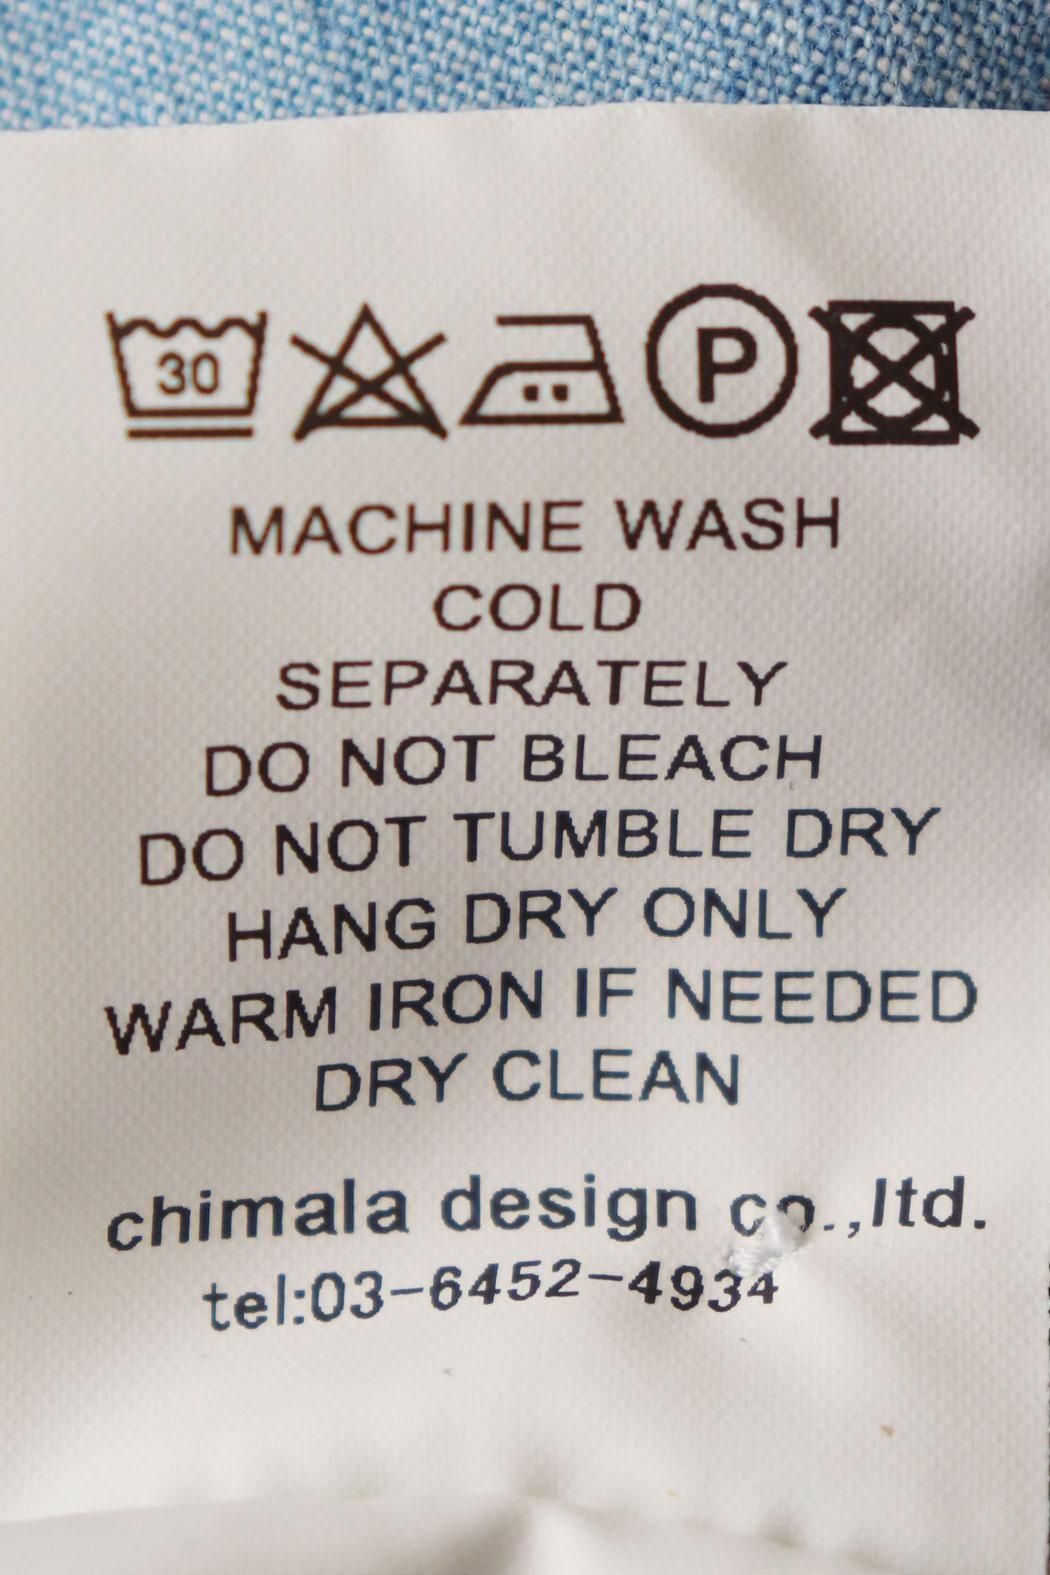 30
P
MACHINE WASH
COLD
SEPARATELY
DO NOT BLEACH
DO NOT TUMBLE DRY
HANG DRY ONLY
WARM IRON IF NEEDED
DRY CLEAN
chimala design co.,ltd.
tel:03-6452-4934